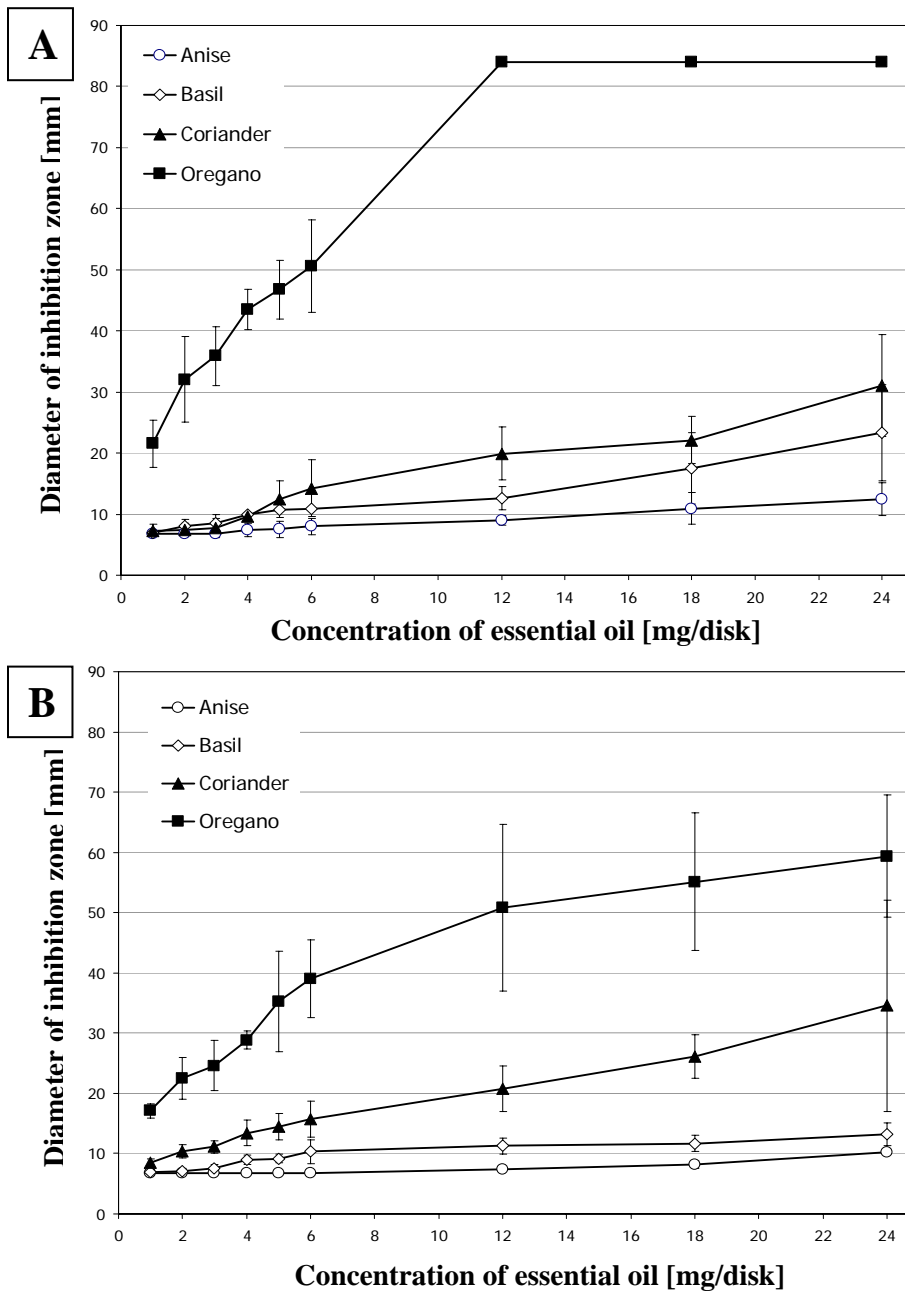 A
Diameter of inhibition zone [mm]
90
80
70
60
50
40
30
20
10
0
Anise
Basil
Coriander
Oregano
0 2 4 6 8 10 12 14 16 18 20 22 24
Concentration of essential oil [mg/disk]
B
Diameter of inhibition zone [mm]
90
80
70
60
50
40
30
20
10
0
Anise
Basil
Coriander
Oregano
0 2 4 6 8 10 12 14 16 18 20 22 24
Concentration of essential oil [mg/disk]